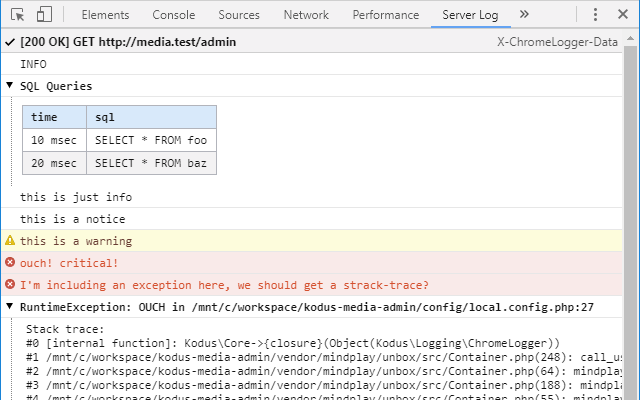 Elements Console Sources Network Performance Server Log
[200 OK] GET http://media.test/admin X-ChromeLogger-Data
INFO
SQL Queries
time sql
10 msec SELECT * FROM foo
20 msec SELECT * FROM baz
this is just info
this is a notice
this is a warning
ouch! critical!
I'm including an exception here, we should get a strack-trace?
RuntimeException: OUCH in /mnt/c/workspace/kodus-media-admin/config/local.config.php:27
Stack trace:
#0 [internal function]: Kodus\Core->{closure}(Object(Kodus\Logging\ChromeLogger))
#1 /mnt/c/workspace/kodus-media-admin/vendor/mindplay/unbox/src/Container.php(248): call_us
#2 /mnt/c/workspace/kodus-media-admin/vendor/mindplay/unbox/src/Container.php(64): mindplay
#3 /mnt/c/workspace/kodus-media-admin/vendor/mindplay/unbox/src/Container.php(188): mindpla
#4 /mnt/c/workspace/kodus-media-admin/vendor/mindplay/unbox/src/Container.php(55): mindplay